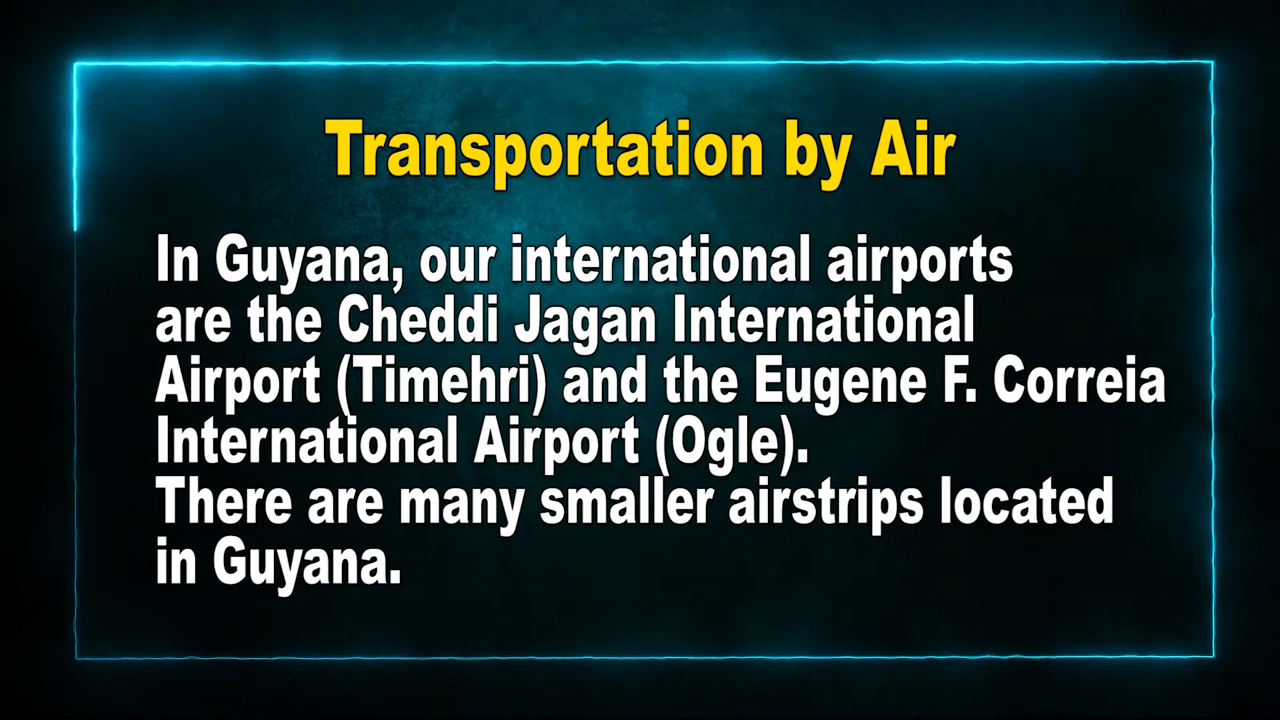 Transportation by Air
In Guyana, our international airports
are the Cheddi Jagan International
Airport (Timehri) and the Eugene F. Correia
International Airport (Ogle).
There are many smaller airstrips located
in Guyana.